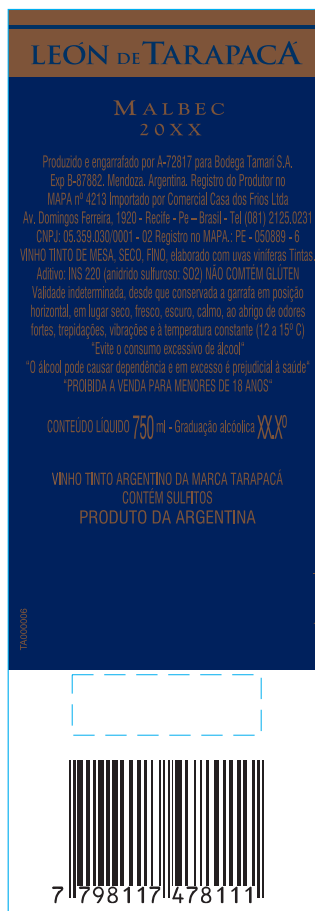 LEÓN DE TARAPACÁ
MALBEC
20XX
Produzido e engarrafado por A-72817 para Bodega Tamarí S.A.
Exp B-87882. Mendoza. Argentina. Registro do Produtor no
MAPA nº 4213 Importado por Comercial Casa dos Frios Ltda
Av. Domingos Ferreira, 1920 - Recife - Pe – Brasil - Tel (081) 2125,0231
CNPJ: 05.359.030/0001 - 02 Registro no MAPA.: PE - 050889 - 6
VINHO TINTO DE MESA, SECO, FINO, elaborado com uvas viníferas Tintas.
Aditivo: INS 220 (anidrido sulfuroso: SO2) NÃO COMTÉM GLÚTEN
Validade indeterminada, desde que conservada a garrafa em posição
horizontal, em lugar seco, fresco, escuro, calmo, ao abrigo de odores
fortes, trepidações, vibrações e à temperatura constante (12 a 15º C)
"Evite o consumo excessivo de álcool"
"O álcool pode causar dependência e em excesso é prejudicial à saúde"
"PROIBIDA A VENDA PARA MENORES DE 18 ANOS"
CONTEÚDO LÍQUIDO 750 ml - Graduação alcóolica XX,Xº
VINHO TINTO ARGENTINO DA MARCA TARAPACÁ
CONTÉM SULFITOS
PRODUTO DA ARGENTINA
TA000006
7 798117 478111